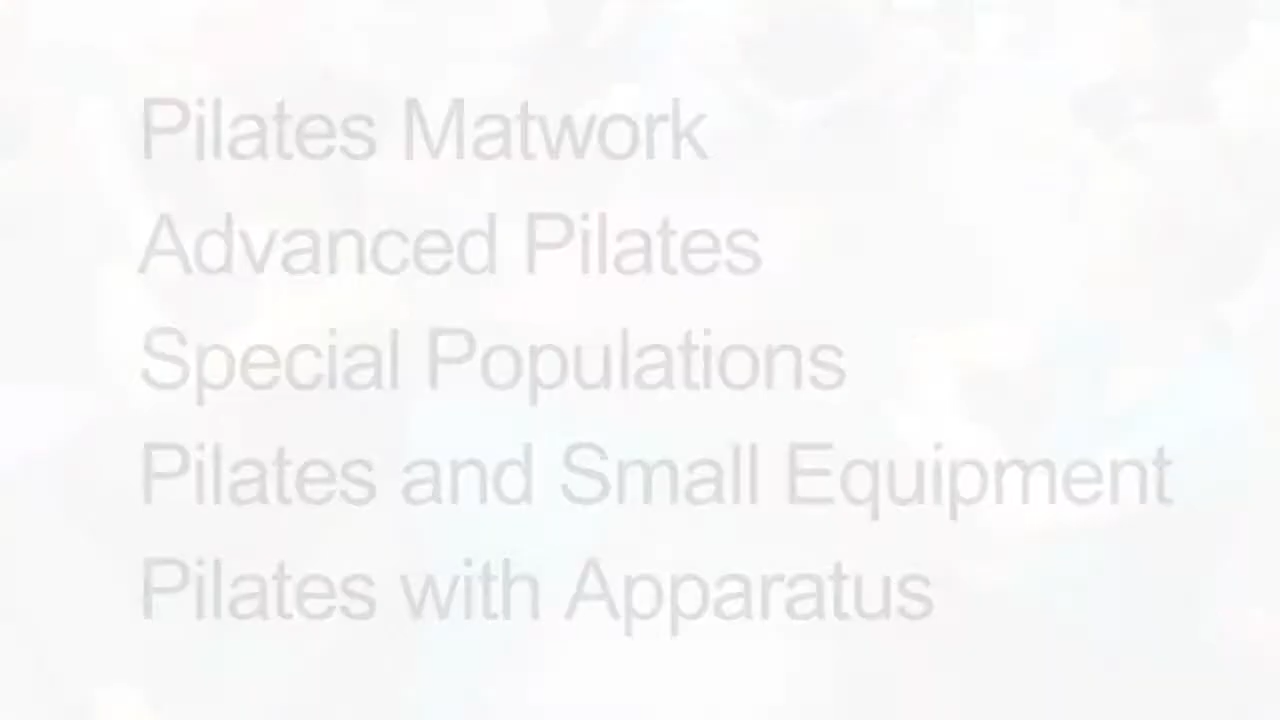 Pilates Matwork
Advanced Pilates
Special Populations
Pilates and Small Equipment
Pilates with Apparatus